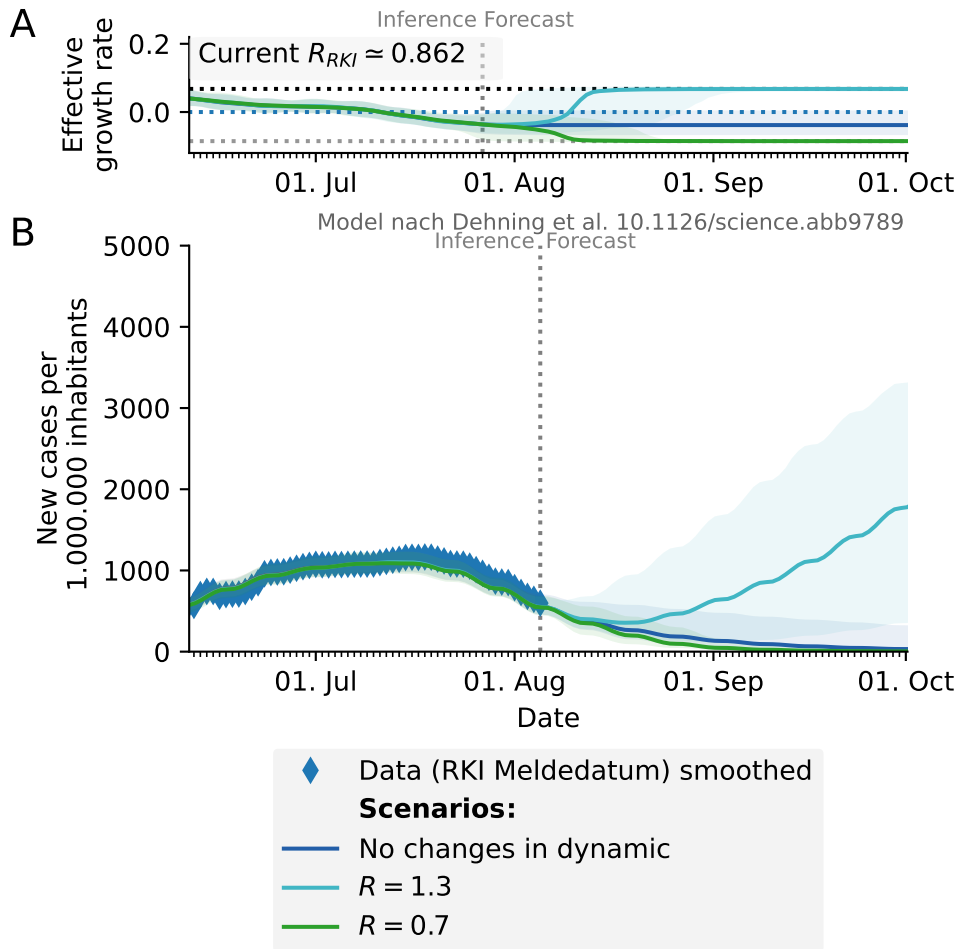 A
Inference Forecast
Current R_RKI ≃ 0.862
Effective
growth rate
0.2
0.0
01. Jul
01. Aug
01. Sep
01. Oct
B
Model nach Dehning et al. 10.1126/science.abb9789
Inference Forecast
New cases per
1.000.000 inhabitants
5000
4000
3000
2000
1000
0
01. Jul
01. Aug
01. Sep
01. Oct
Date
Data (RKI Meldedatum) smoothed
Scenarios:
No changes in dynamic
R = 1.3
R = 0.7